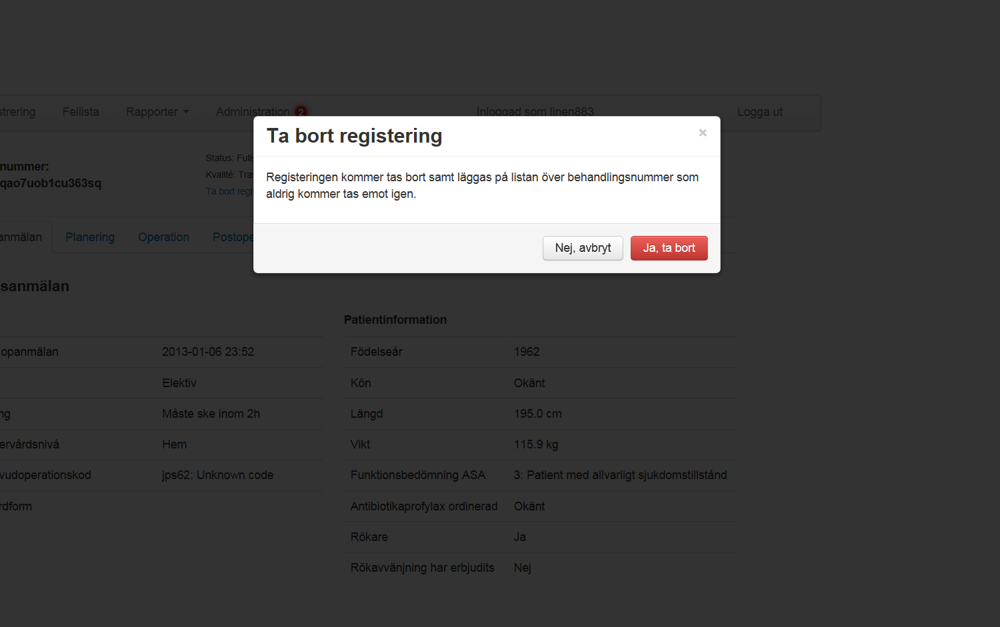 strering Fellista Rapporter Administration 2 Inloggad som linen883 Logga ut
Ta bort registering ×
Registeringen kommer tas bort samt läggas på listan över behandlingsnummer som
aldrig kommer tas emot igen.
Nej, avbryt Ja, ta bort
nummer:
qao7uob1cu363sq
Status: Full
Kvalité: Tra
Ta bort regi
anmälan Planering Operation Postope
sanmälan
opanmälan 2013-01-06 23:52
Elektiv
ng Måste ske inom 2h
ervårdsnivå Hem
vudoperationskod jps62: Unknown code
rdform
Patientinformation
Födelseår 1962
Kön Okänt
Längd 195.0 cm
Vikt 115.9 kg
Funktionsbedömning ASA 3: Patient med allvarligt sjukdomstillstånd
Antibiotikaprofylax ordinerad Okänt
Rökare Ja
Rökavvänjning har erbjudits Nej